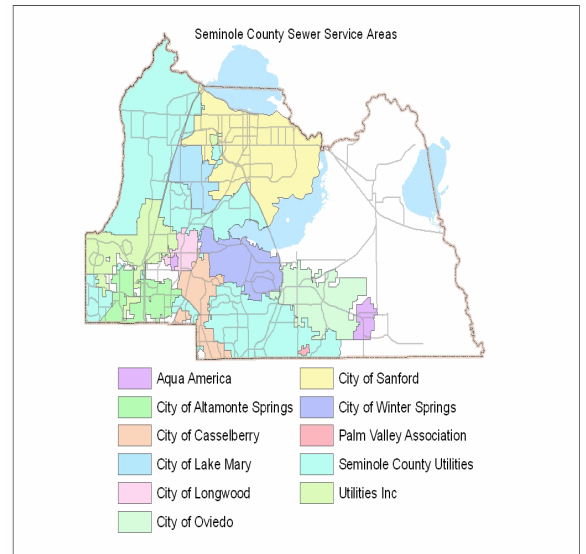 Seminole County Sewer Service Areas
Aqua America
City of Altamonte Springs
City of Casselberry
City of Lake Mary
City of Longwood
City of Oviedo
City of Sanford
City of Winter Springs
Palm Valley Association
Seminole County Utilities
Utilities Inc